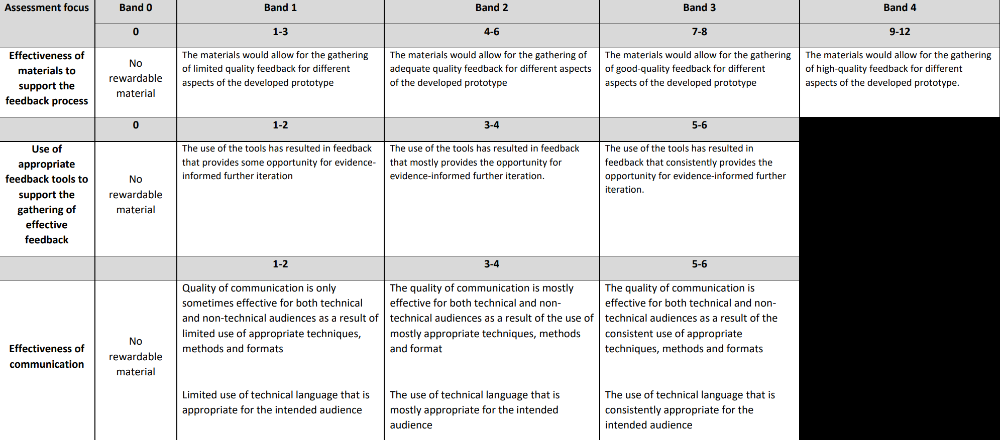 Assessment focus
Band 0
Band 1
Band 2
Band 3
Band 4
0
1-3
4-6
7-8
9-12
Effectiveness of
materials to
support the
feedback process
No
rewardable
material
The materials would allow for the gathering
of limited quality feedback for different
aspects of the developed prototype
The materials would allow for the gathering of
adequate quality feedback for different aspects
of the developed prototype
The materials would allow for the gathering
of good-quality feedback for different
aspects of the developed prototype
The materials would allow for the gathering
of high-quality feedback for different
aspects of the developed prototype.
0
1-2
3-4
5-6
Use of
appropriate
feedback tools to
support the
gathering of
effective
feedback
No
rewardable
material
The use of the tools has resulted in feedback
that provides some opportunity for evidence-
informed further iteration
The use of the tools has resulted in feedback
that mostly provides the opportunity for
evidence-informed further iteration.
The use of the tools has resulted in
feedback that consistently provides the
opportunity for evidence-informed further
iteration.
1-2
3-4
5-6
Effectiveness of
communication
No
rewardable
material
Quality of communication is only
sometimes effective for both technical
and non-technical audiences as a result of
limited use of appropriate techniques,
methods and formats
Limited use of technical language that is
appropriate for the intended audience
The quality of communication is mostly
effective for both technical and non-
technical audiences as a result of the use of
mostly appropriate techniques, methods
and format
The use of technical language that is
mostly appropriate for the intended
audience
The quality of communication is
effective for both technical and non-
technical audiences as a result of the
consistent use of appropriate
techniques, methods and formats
The use of technical language that is
consistently appropriate for the
intended audience